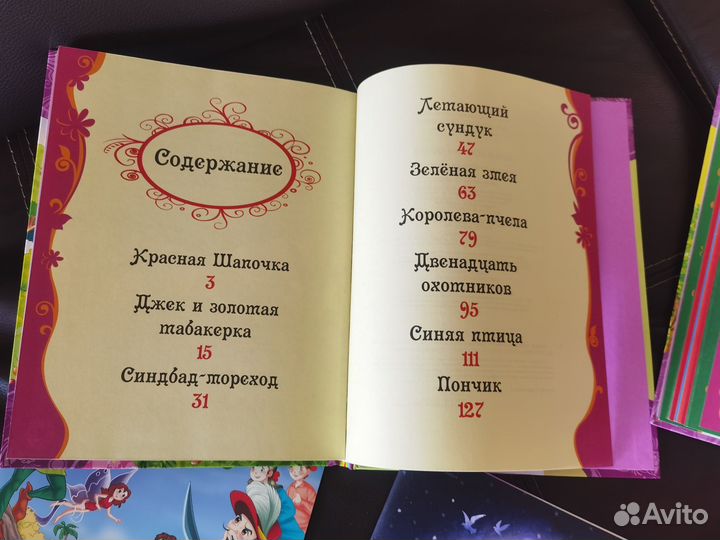 Содержание
Красная Шапочка
3
Джек и золотая
табакерка
15
Синдбад-мореход
31
Летающий
сундук
47
Зелёная змея
63
Королева-пчела
79
Двенадцать
охотников
95
Синяя птица
111
Пончик
127
Avito